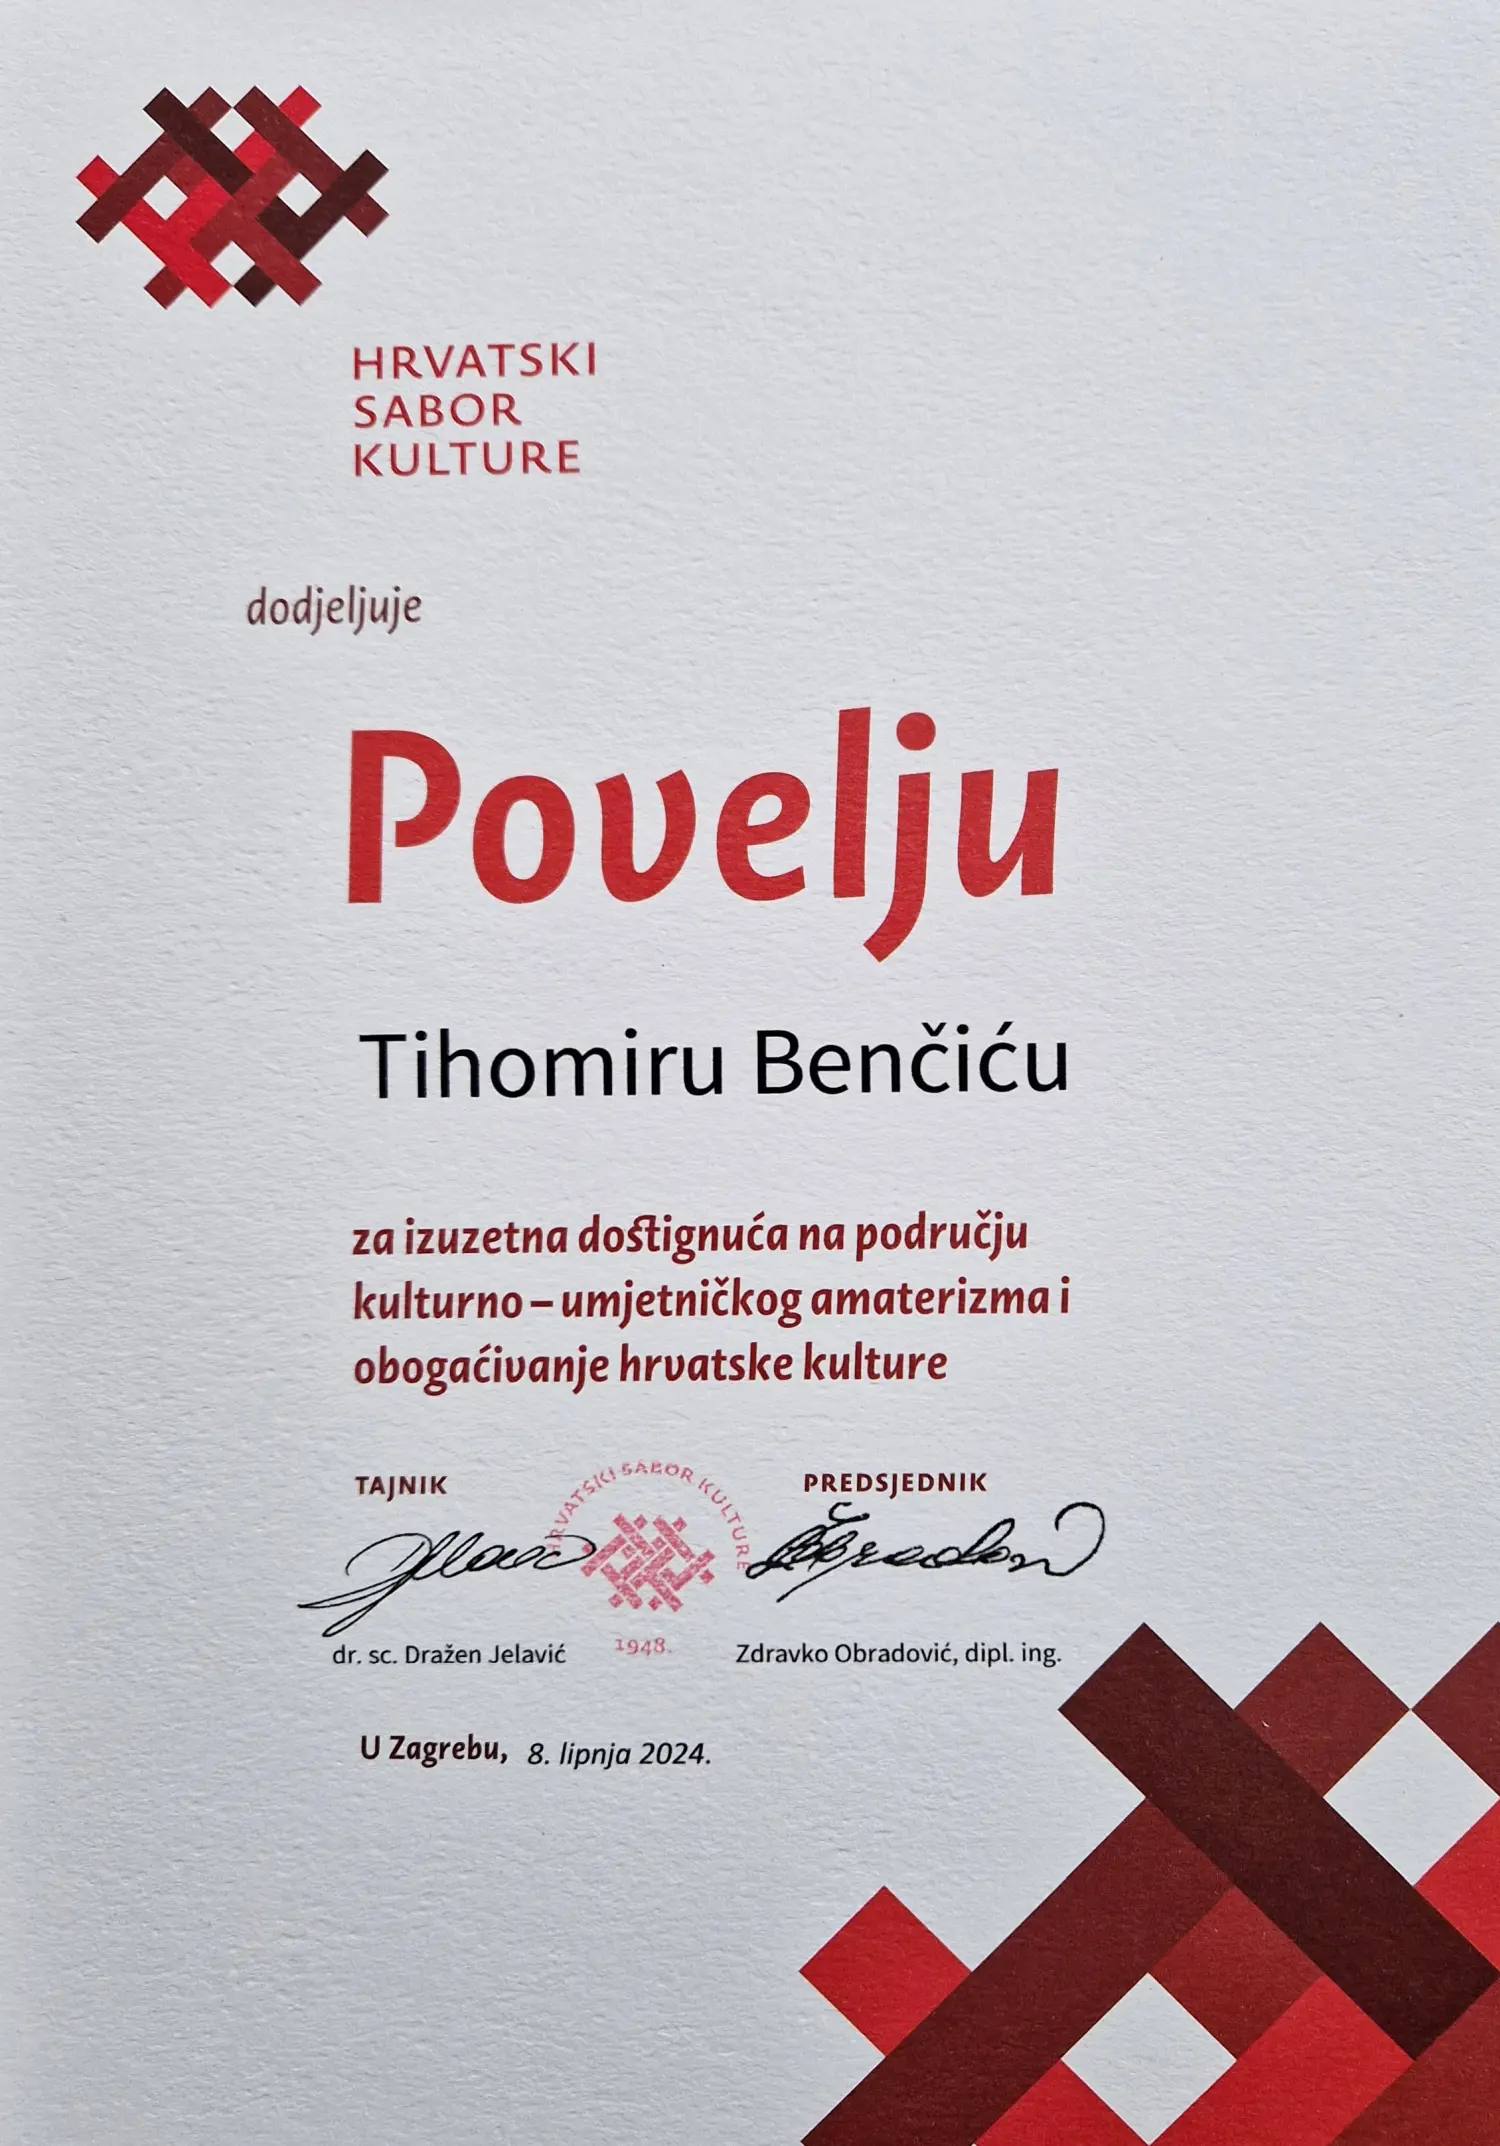 HRVATSKI
SABOR
KULTURE
dodjeljuje
Povelju
Tihomiru Benčiću
za izuzetna dostignuća na području
kulturno – umjetničkog amaterizma i
obogaćivanje hrvatske kulture
TAJNIK
HRVATSKI SABOR KULTURE
1948.
PREDSJEDNIK
dr. sc. Dražen Jelavić
Zdravko Obradović, dipl. ing.
U Zagrebu, 8. lipnja 2024.